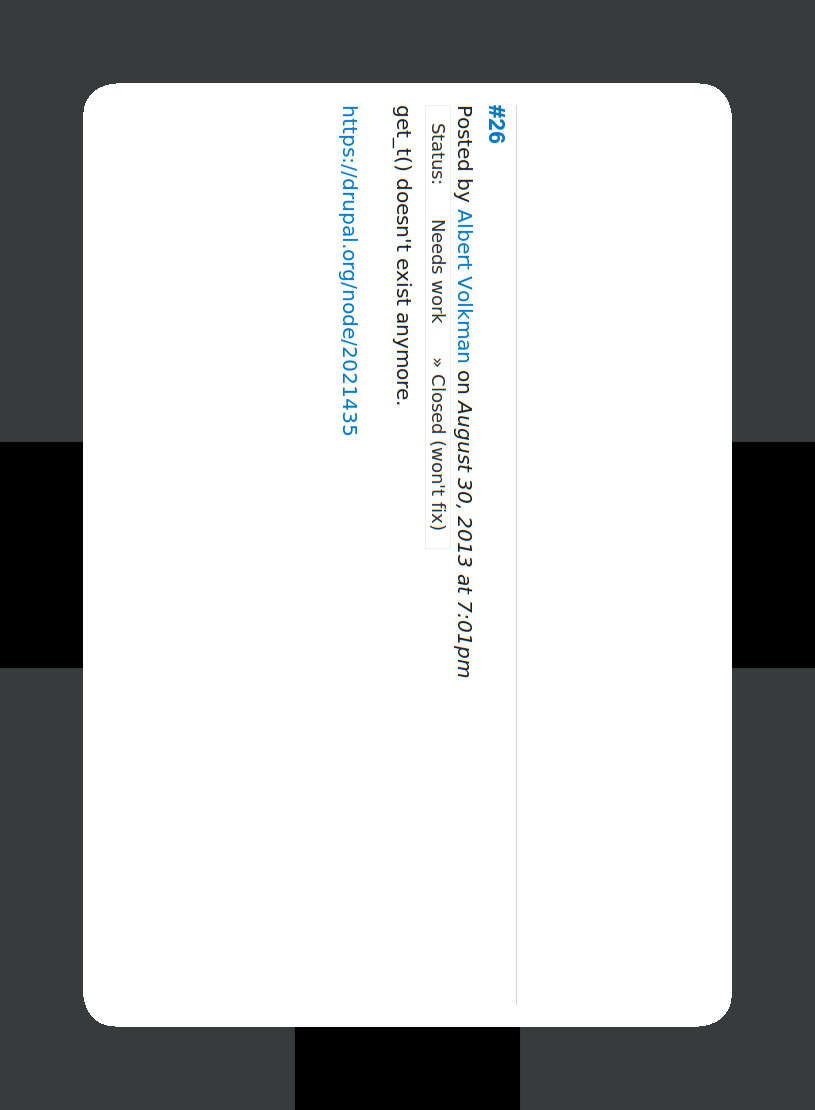 #26
Posted by Albert Volkman on August 30, 2013 at 7:01pm
Status: Needs work » Closed (won't fix)
get_t() doesn't exist anymore.
https://drupal.org/node/2021435